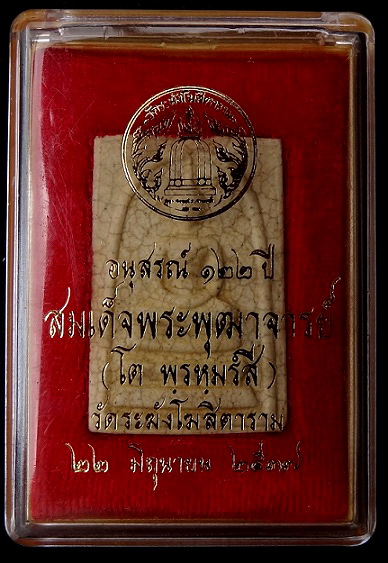 อนุสรณ์ ๑๒๒ ปี
สมเด็จพระพุฒาจารย์
(โต พฺรหฺมรํสี)
วัดระฆังโฆสิตาราม
๒๒ มิถุนายน ๒๕๓๗